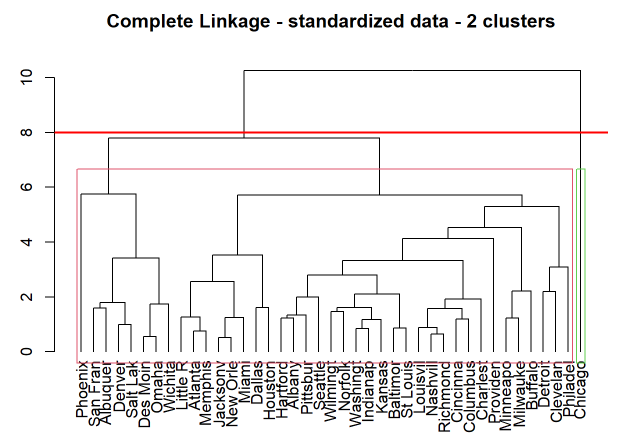 Complete Linkage - standardized data - 2 clusters
10
8
6
4
2
0
Phoenix
San Fran
Albuquer
Denver
Salt Lak
Des Moin
Omaha
Wichita
Little R
Atlanta
Memphis
Jacksonv
New Orle
Miami
Dallas
Houston
Hartford
Albany
Pittsbur
Seattle
Wilmingt
Norfolk
Washingt
Indianap
Kansas
Baltimor
St Louis
Louisvil
Nashvill
Richmond
Cincinna
Columbus
Charlest
Providen
Minneapo
Milwauke
Buffalo
Detroit
Clevelan
Philadel
Chicago